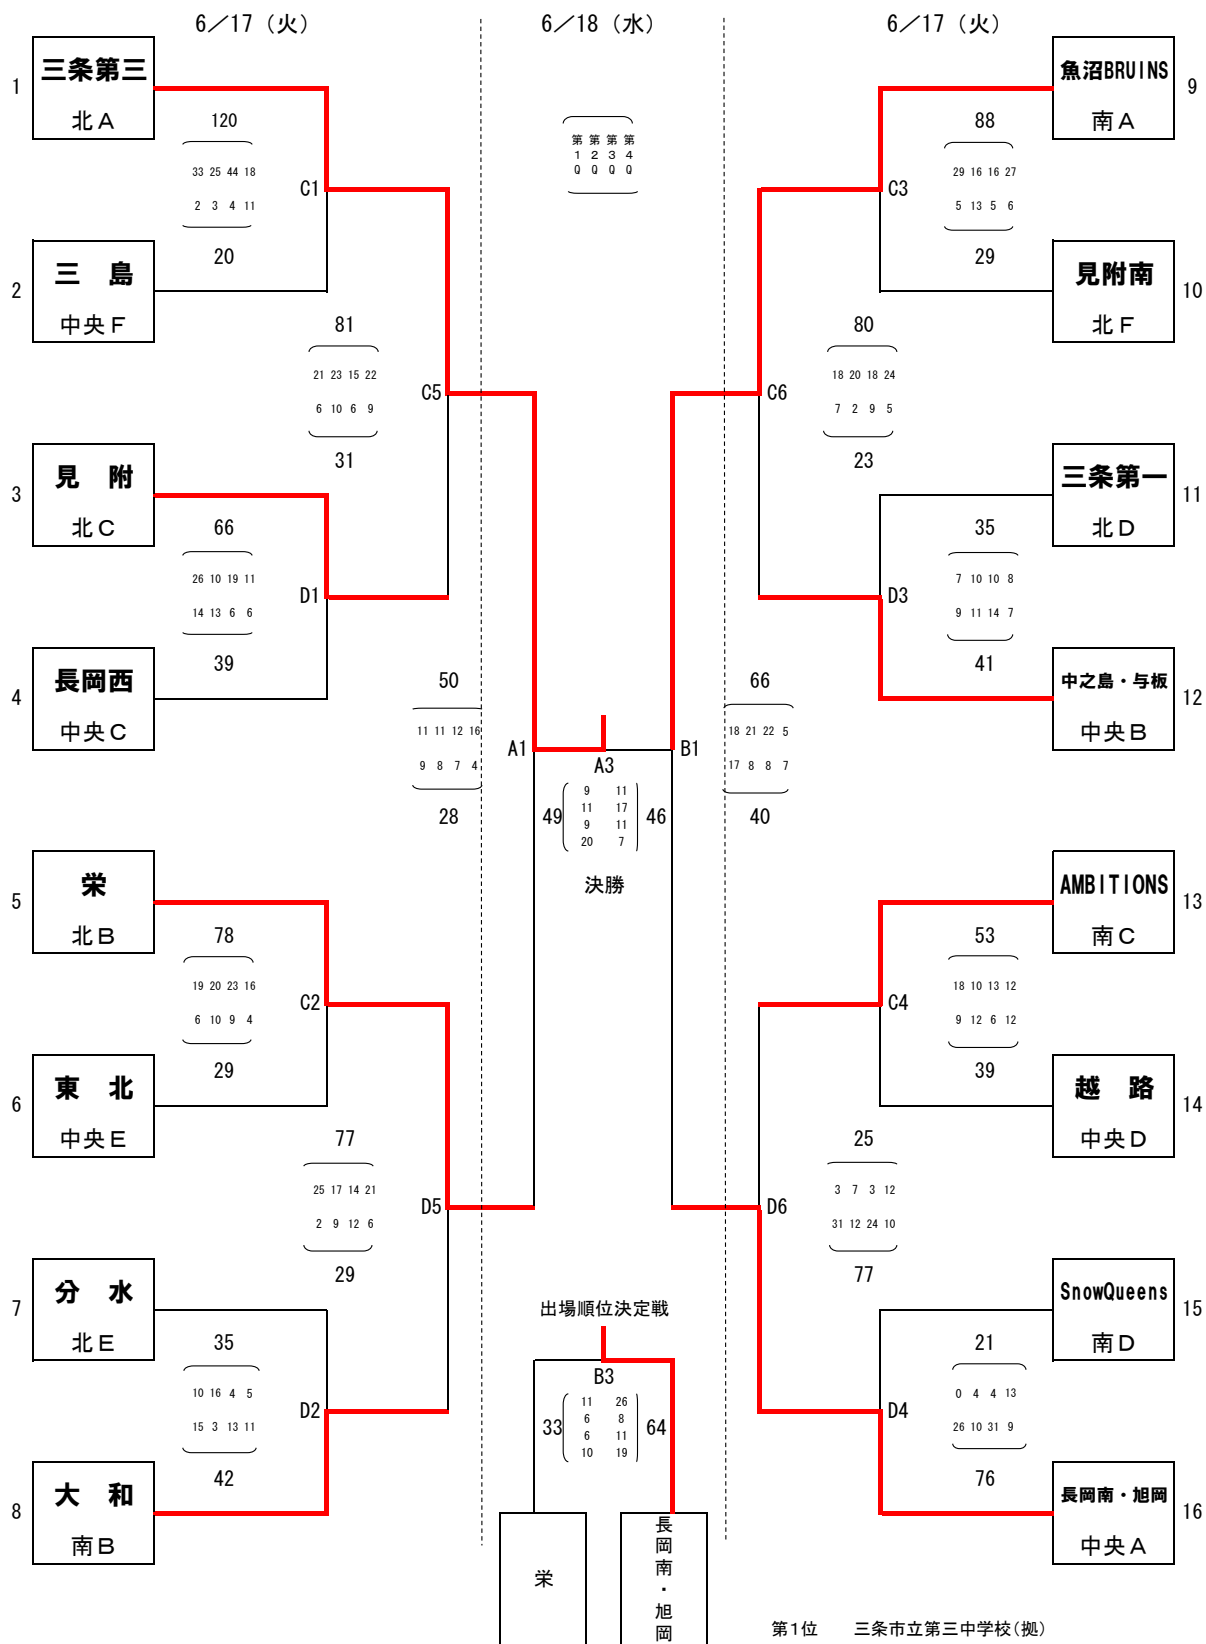 6／17（火）
6／18（水）
6／17（火）
1
三条第三
北Ａ
2
三　島
中央Ｆ
3
見　附
北Ｃ
4
長岡西
中央Ｃ
5
栄
北Ｂ
6
東　北
中央Ｅ
7
分　水
北Ｅ
8
大　和
南Ｂ
120
33 25 44 18
2 3 4 11
20
C1
66
26 10 19 11
14 13 6 6
39
D1
78
19 20 23 16
6 10 9 4
29
C2
35
10 16 4 5
15 3 13 11
42
D2
81
21 23 15 22
6 10 6 9
31
C5
77
25 17 14 21
2 9 12 6
29
D5
50
11 11 12 16
9 8 7 4
28
A1
第1Q
第2Q
第3Q
第4Q
A3
49
9 11
11 17
9 11
20 7
46
決勝
出場順位決定戦
B3
33
11 26
6 8
6 11
10 19
64
栄
長岡南・旭岡
B1
66
18 21 22 5
17 8 8 7
40
80
18 20 18 24
7 2 9 5
23
C6
25
3 7 3 12
31 12 24 10
77
D6
88
29 16 16 27
5 13 5 6
29
C3
35
7 10 10 8
9 11 14 7
41
D3
53
18 10 13 12
9 12 6 12
39
C4
21
0 4 4 13
26 10 31 9
76
D4
魚沼BRUINS
南Ａ
9
見附南
北Ｆ
10
三条第一
北Ｄ
11
中之島・与板
中央Ｂ
12
AMBITIONS
南Ｃ
13
越　路
中央Ｄ
14
SnowQueens
南Ｄ
15
長岡南・旭岡
中央Ａ
16
第1位　三条市立第三中学校(拠)